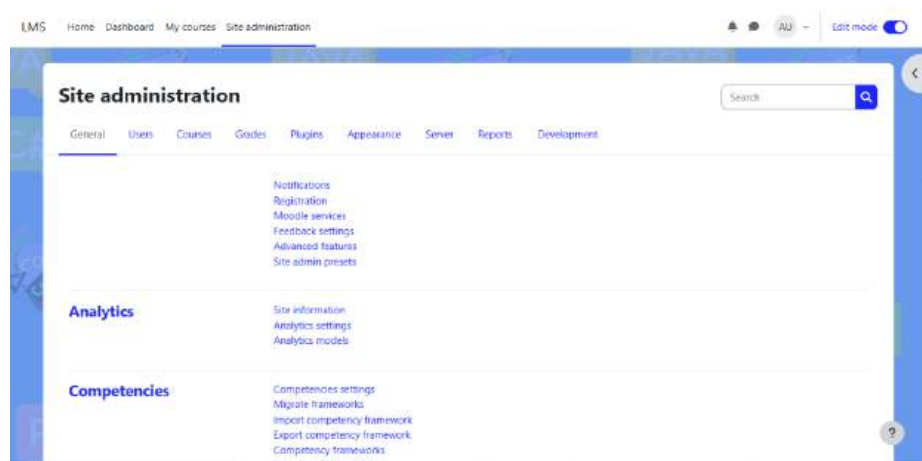 LMS Home Dashboard My courses Site administration AU Edit mode
Site administration
Search
General Users Courses Grades Plugins Appearance Server Reports Development
Notifications
Registration
Moodle services
Feedback settings
Advanced features
Site admin presets
Analytics
Site information
Analytics settings
Analytics models
Competencies
Competencies settings
Migrate frameworks
Import competency framework
Export competency framework
Competency frameworks
?